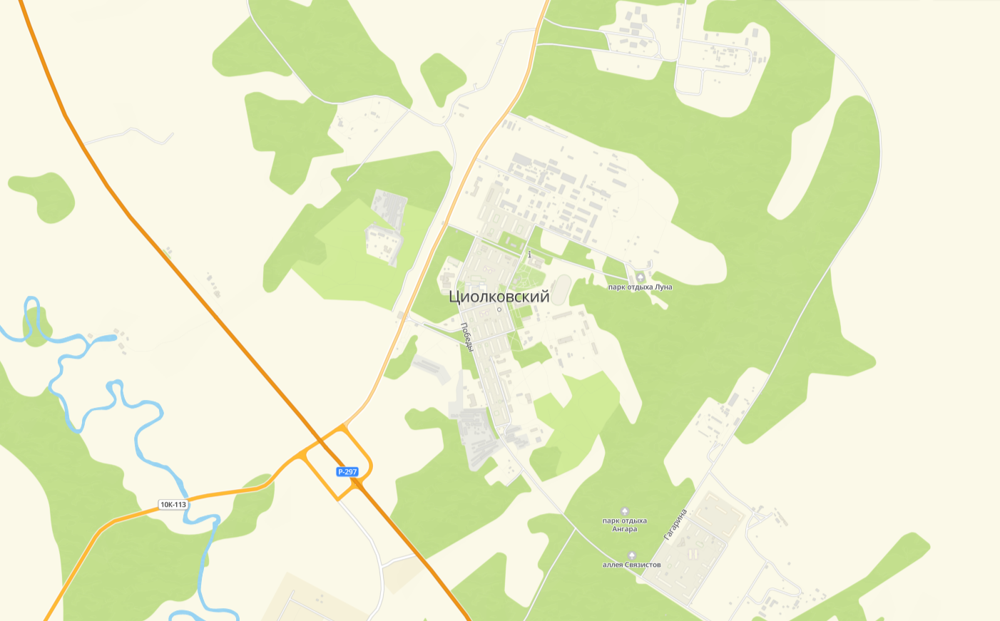 i
парк отдыха Луна
Циолковский
Победы
Р-297
10К-113
парк отдыха
Ангара
Гагарина
аллея Связистов